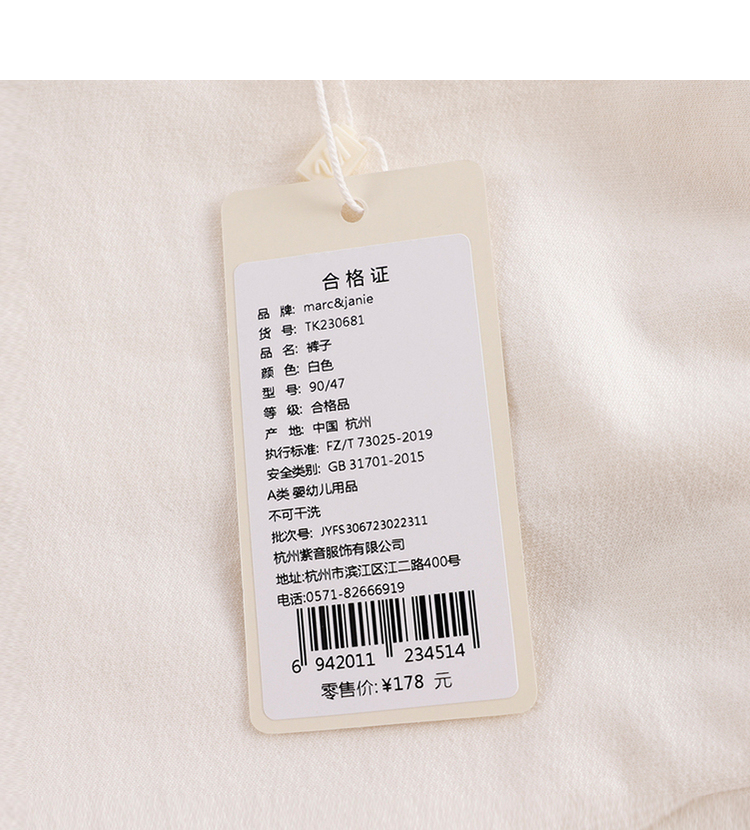 合格证
品 牌: marc&janie
货 号: TK230681
品 名: 裤子
颜 色: 白色
型 号: 90/47
等 级: 合格品
产 地: 中国 杭州
执行标准: FZ/T 73025-2019
安全类别: GB 31701-2015
A类 婴幼儿用品
不可干洗
批次号: JYFS306723022311
杭州紫音服饰有限公司
地址:杭州市滨江区江二路400号
电话:0571-82666919
6 942011 234514
零售价:¥178 元